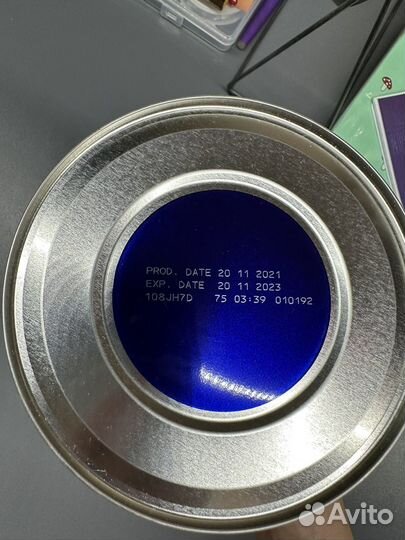 PROD. DATE 20 11 2021
EXP. DATE 20 11 2023
108JH7D 75 03:39 010192
Avito